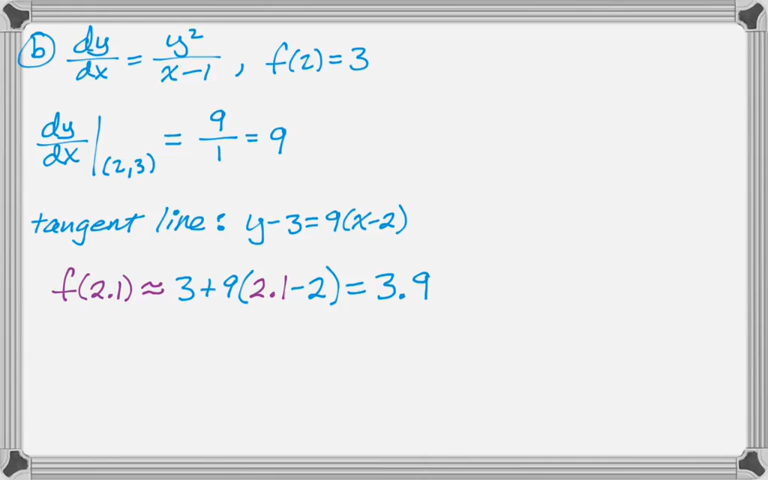 ⓑ dy/dx = y²/(x-1), f(2)=3
dy/dx|(2,3) = 9/1 = 9
tangent line: y-3=9(x-2)
f(2.1) ≈ 3+9(2.1-2)=3.9